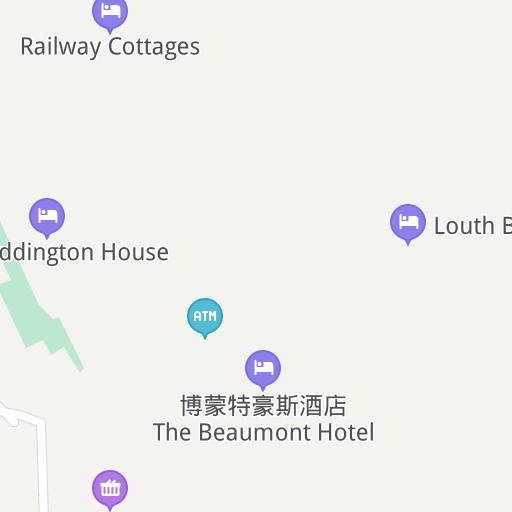 Railway Cottages
ddington House
Louth B
ATM
博蒙特豪斯酒店
The Beaumont Hotel